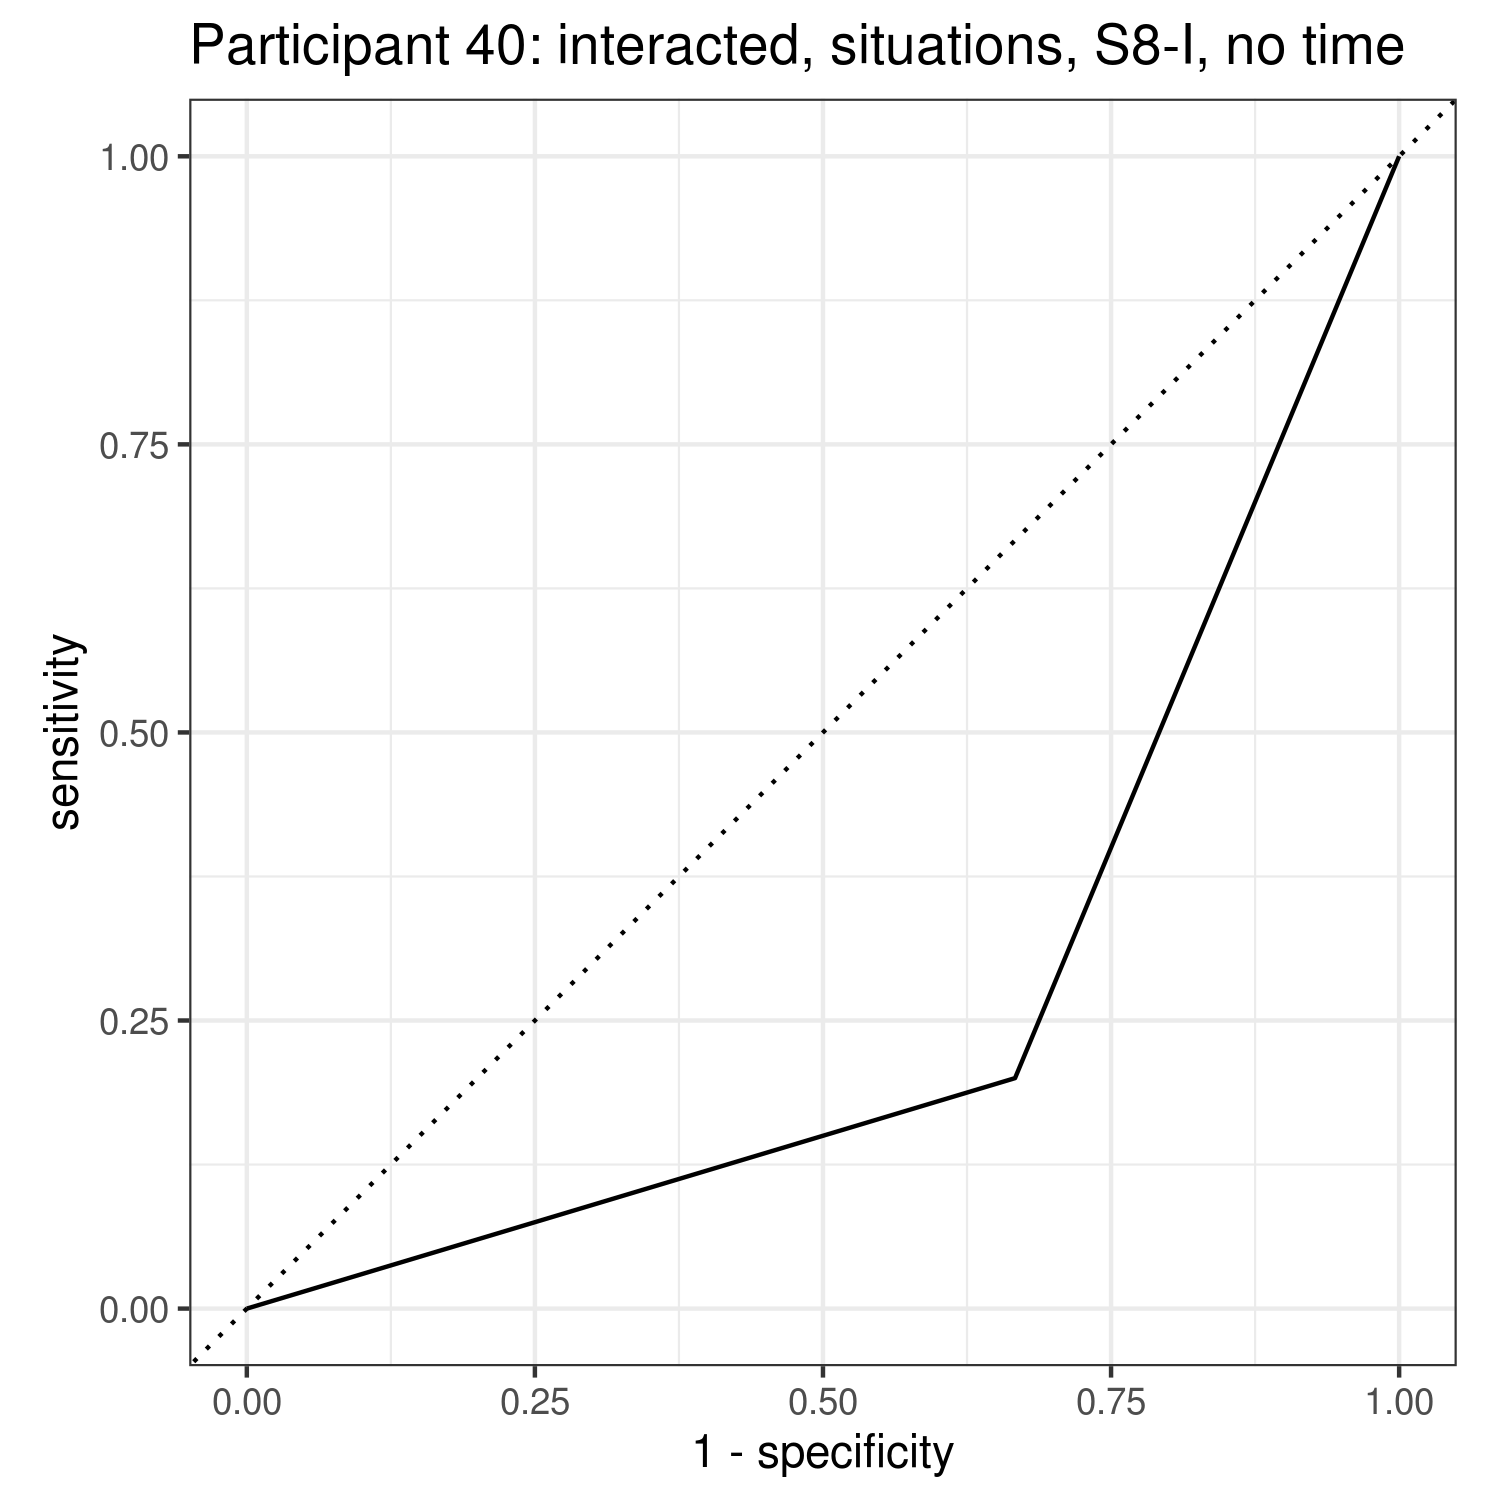 Participant 40: interacted, situations, S8-I, no time
sensitivity
1.00
0.75
0.50
0.25
0.00
0.00 0.25 0.50 0.75 1.00
1 - specificity